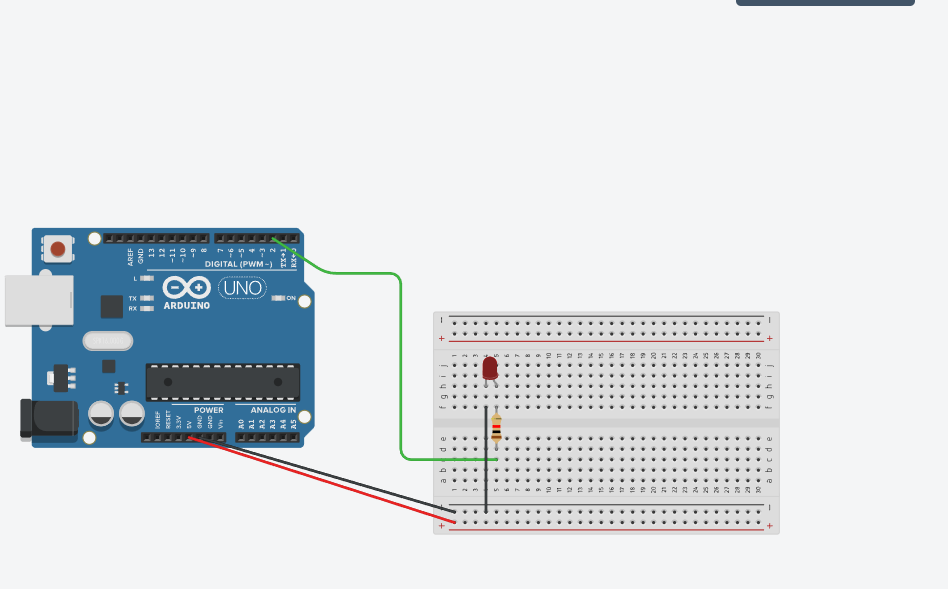 AREF
GND
13
12
~11
~10
~9
8
7
~6
~5
4
~3
2
TX→1
RX←0
DIGITAL (PWM~)
L
TX
RX
ARDUINO
UNO
ON
POWER
ANALOG IN
IOREF
RESET
3.3V
5V
GND
GND
Vin
A0
A1
A2
A3
A4
A5
1 2 3 4 5 6 7 8 9 10 11 12 13 14 15 16 17 18 19 20 21 22 23 24 25 26 27 28 29 30
j j
i i
h h
g g
f f
e e
d d
c c
b b
a a
1 2 3 4 5 6 7 8 9 10 11 12 13 14 15 16 17 18 19 20 21 22 23 24 25 26 27 28 29 30